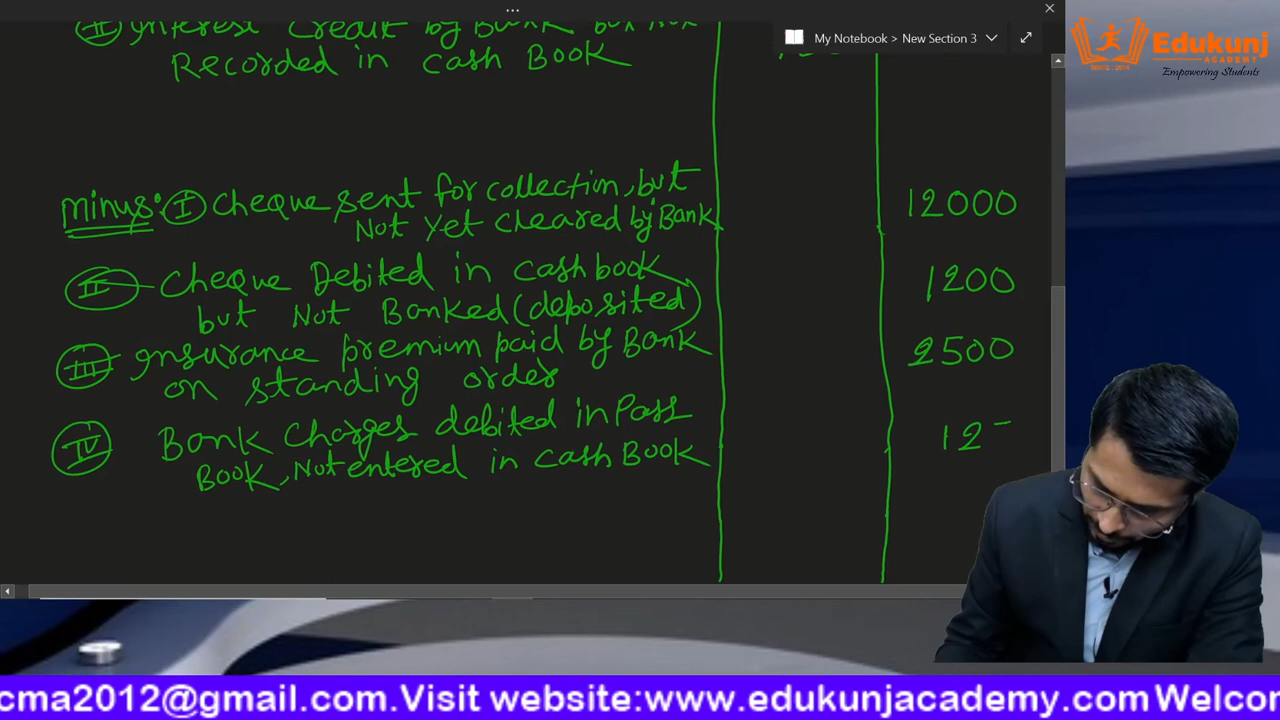 ...
My Notebook > New Section 3
Edukunj
ACADEMY
Empowering Students
II Interest Credit by Bank but Not
Recorded in cash Book
Minus: I Cheque sent for collection, but 12000
Not Yet Cleared by Bank
II Cheque Debited in cashbook 1200
but Not Banked (deposited)
III Insurance premium paid by Bank 2500
on standing order
IV Bank Charges debited in Pass 12
Book, Not entered in cash Book
cma2012@gmail.com.Visit website:www.edukunjacademy.com Welcor